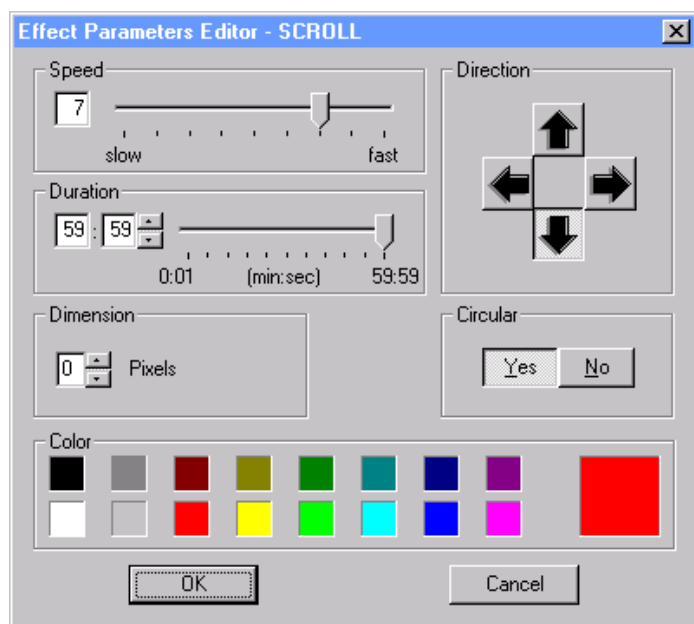 Effect Parameters Editor - SCROLL
Speed
7
slow fast
Duration
59 : 59
0:01 (min:sec) 59:59
Direction
Dimension
0 Pixels
Circular
Yes No
Color
OK Cancel